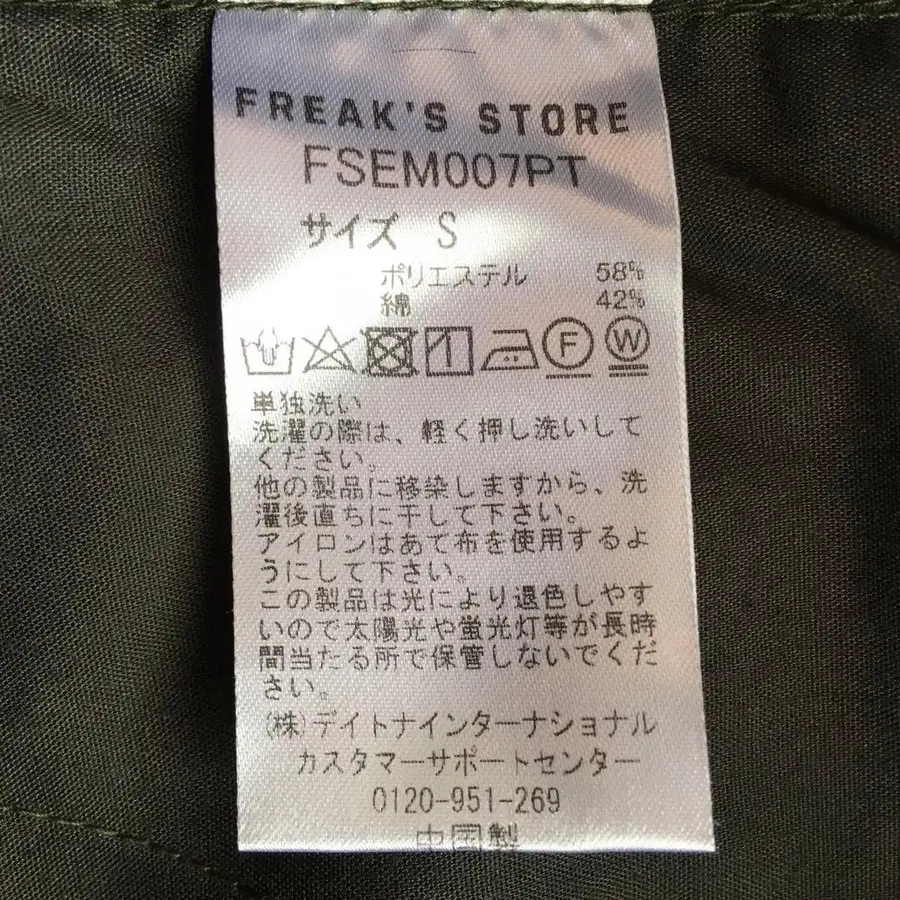 FREAK'S STORE
FSEM007PT
サイズ S
ポリエステル 58%
綿 42%
F W
単独洗い
洗濯の際は、軽く押し洗いして
ください。
他の製品に移染しますから、洗
濯後直ちに干して下さい。
アイロンはあて布を使用するよ
うにして下さい。
この製品は光により退色しやす
いので太陽光や蛍光灯等が長時
間当たる所で保管しないでくだ
さい。
(株)デイトナインターナショナル
カスタマーサポートセンター
0120-951-269
中国製